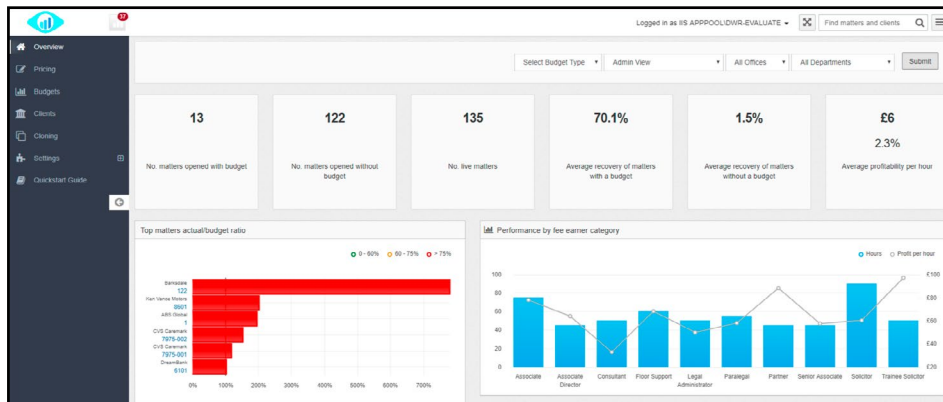 37
Logged in as IIS APPPOOL\DWR-EVALUATE
Find matters and clients
Overview
Pricing
Budgets
Clients
Cloning
Settings
Quickstart Guide
Select Budget Type
Admin View
All Offices
All Departments
Submit
13
No. matters opened with budget
122
No. matters opened without
budget
135
No. live matters
70.1%
Average recovery of matters
with a budget
1.5%
Average recovery of matters
without a budget
£6
2.3%
Average profitability per hour
Top matters actual/budget ratio
0 - 60% 60 - 75% > 75%
122
8001
ABS Global
1
CVS Caremark
7975-002
CVS Caremark
7975-001
DreamBank
6101
0% 100% 200% 300% 400% 500% 600% 700%
Performance by fee earner category
Hours Profit per hour
100
80
60
40
20
0
£100
£80
£60
£40
£20
Associate
Associate
Director
Consultant
Floor Support
Legal
Administrator
Paralegal
Partner
Senior Associate
Solicitor
Trainee Solicitor